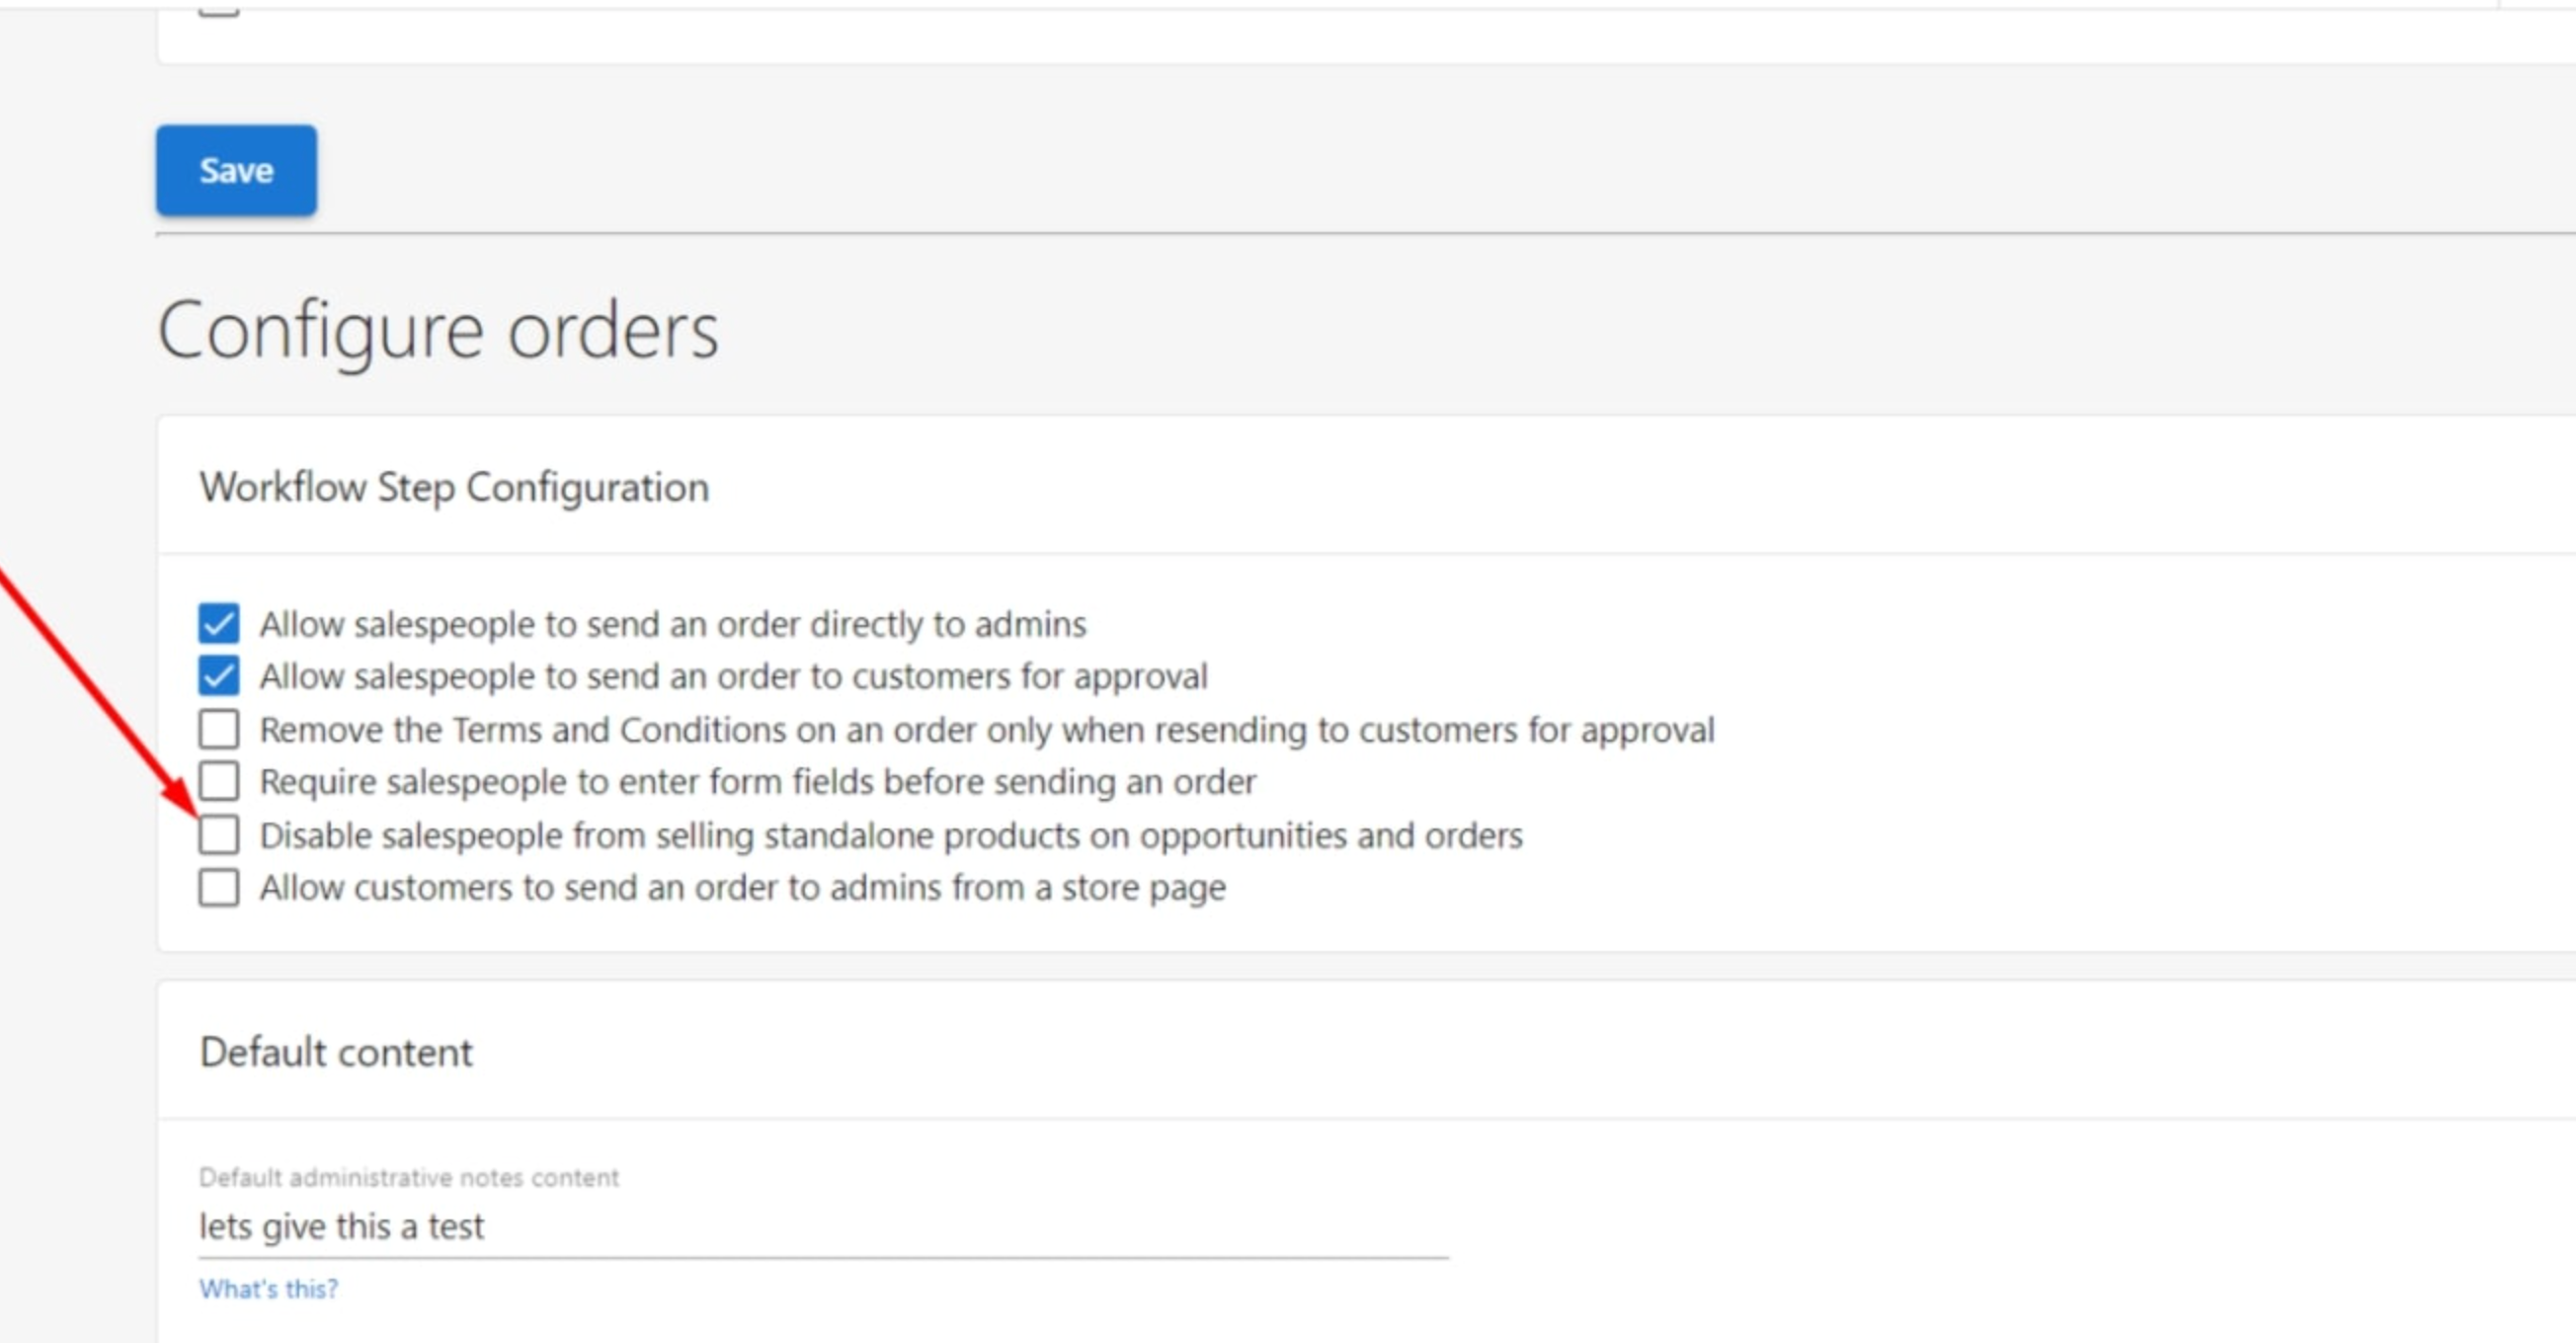 Save
Configure orders
Workflow Step Configuration
Allow salespeople to send an order directly to admins
Allow salespeople to send an order to customers for approval
Remove the Terms and Conditions on an order only when resending to customers for approval
Require salespeople to enter form fields before sending an order
Disable salespeople from selling standalone products on opportunities and orders
Allow customers to send an order to admins from a store page
Default content
Default administrative notes content
lets give this a test
What's this?